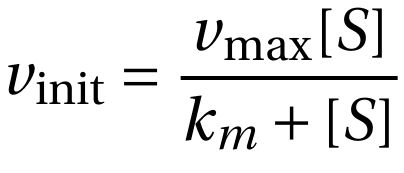 v_init = v_max[S] / (k_m + [S])